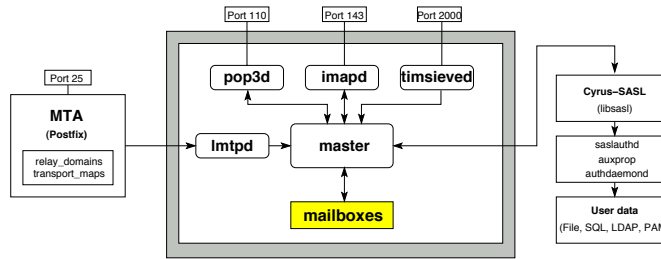 Port 110
Port 143
Port 2000
pop3d
imapd
timsieved
Port 25
MTA
(Postfix)
relay_domains
transport_maps
lmtpd
master
mailboxes
Cyrus–SASL
(libsasl)
saslauthd
auxprop
authdaemond
User data
(File, SQL, LDAP, PAM